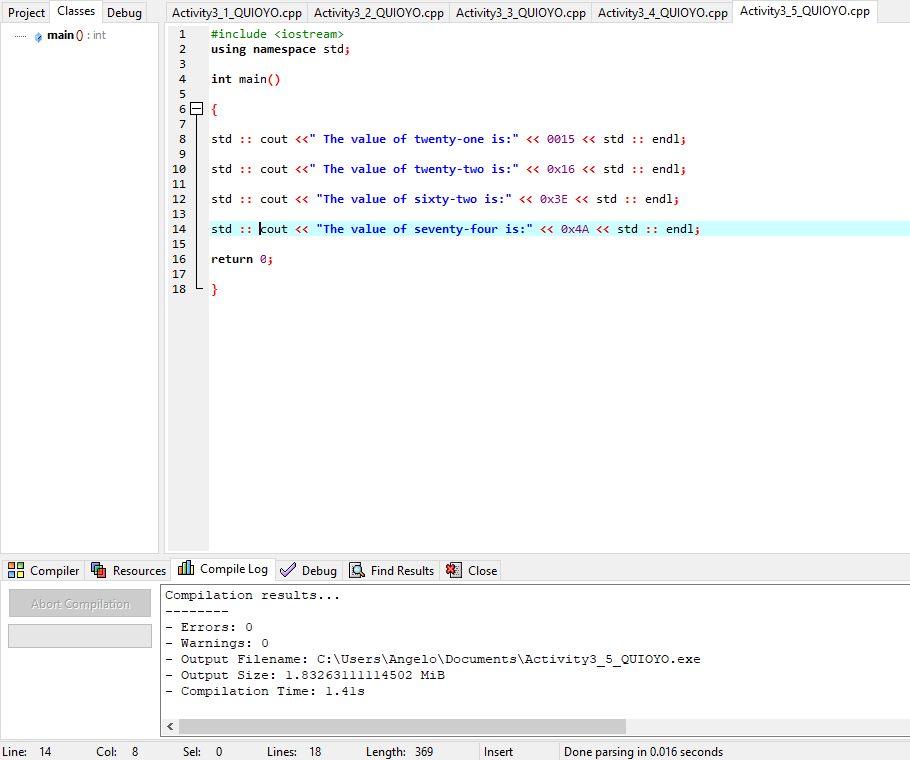 Project Classes Debug
main () : int
Activity3_1_QUIOYO.cpp Activity3_2_QUIOYO.cpp Activity3_3_QUIOYO.cpp Activity3_4_QUIOYO.cpp Activity3_5_QUIOYO.cpp
1 #include <iostream>
2 using namespace std;
3
4 int main()
5
6 {
7
8 std :: cout <<" The value of twenty-one is:" << 0015 << std :: endl;
9
10 std :: cout <<" The value of twenty-two is:" << 0x16 << std :: endl;
11
12 std :: cout << "The value of sixty-two is:" << 0x3E << std :: endl;
13
14 std :: cout << "The value of seventy-four is:" << 0x4A << std :: endl;
15
16 return 0;
17
18 }
Compiler Resources Compile Log Debug Find Results Close
Abort Compilation
Compilation results...
--------
- Errors: 0
- Warnings: 0
- Output Filename: C:\Users\Angelo\Documents\Activity3_5_QUIOYO.exe
- Output Size: 1.83263111114502 MiB
- Compilation Time: 1.41s
Line: 14 Col: 8 Sel: 0 Lines: 18 Length: 369 Insert Done parsing in 0.016 seconds